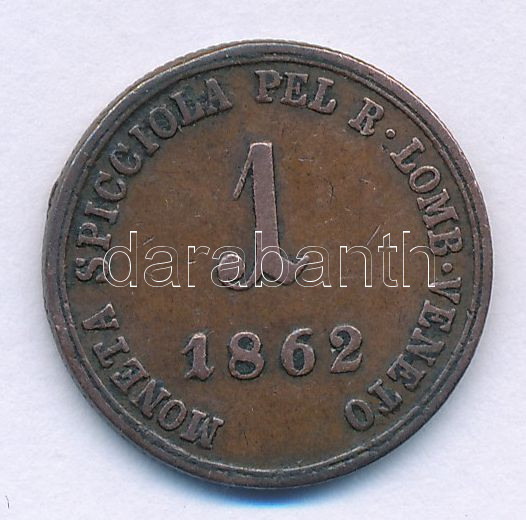 MONETA SPICCIOLA PEL R·LOMB·VENETO
1
darabanth
1862